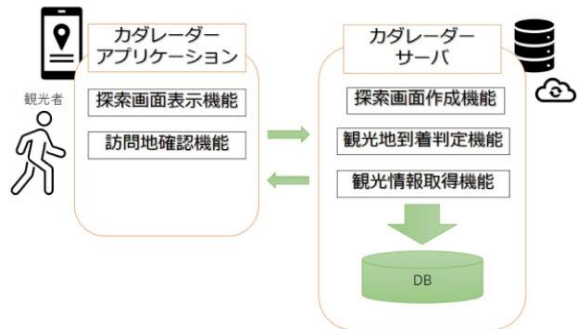 カダレーダー
アプリケーション
観光者
探索画面表示機能
訪問地確認機能
カダレーダー
サーバ
探索画面作成機能
観光地到着判定機能
観光情報取得機能
DB